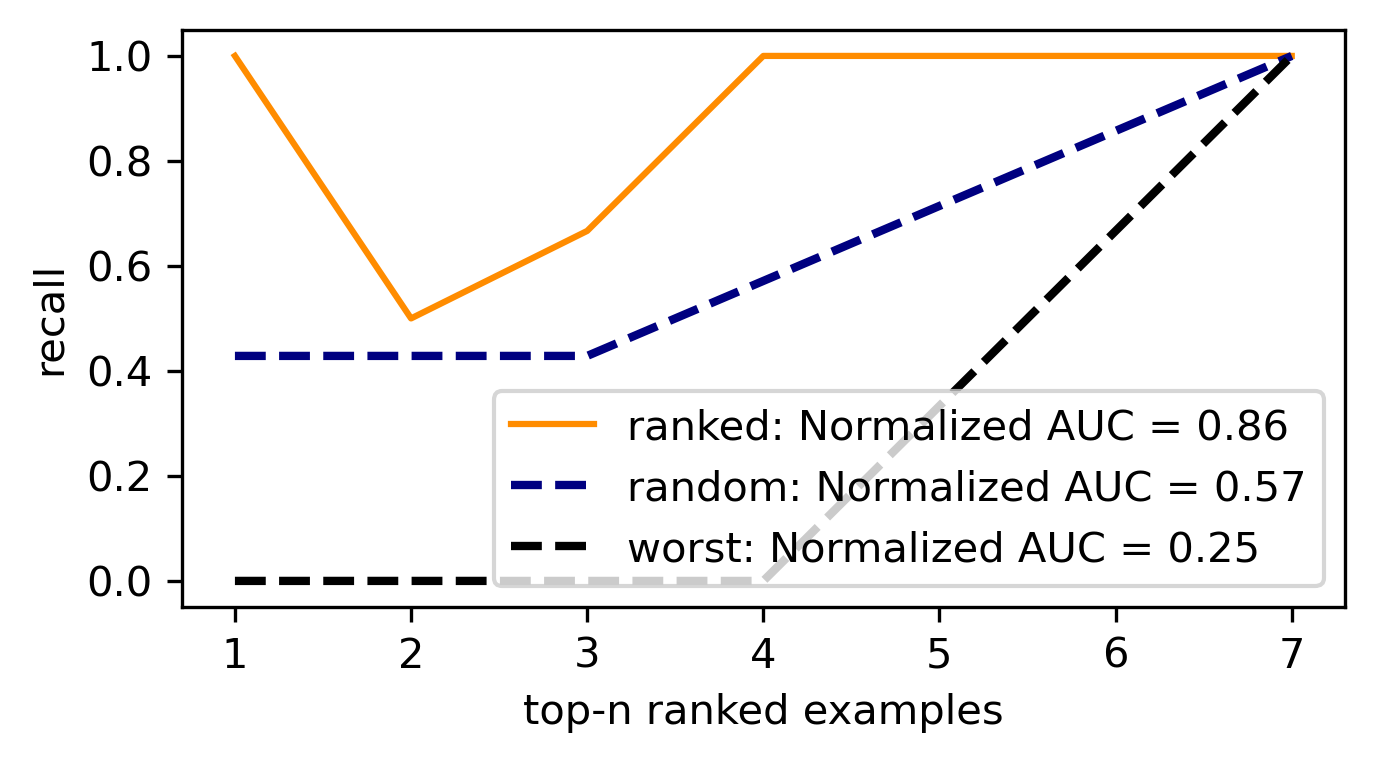 1.0
0.8
0.6
0.4
0.2
0.0
recall
ranked: Normalized AUC = 0.86
random: Normalized AUC = 0.57
worst: Normalized AUC = 0.25
1 2 3 4 5 6 7
top-n ranked examples